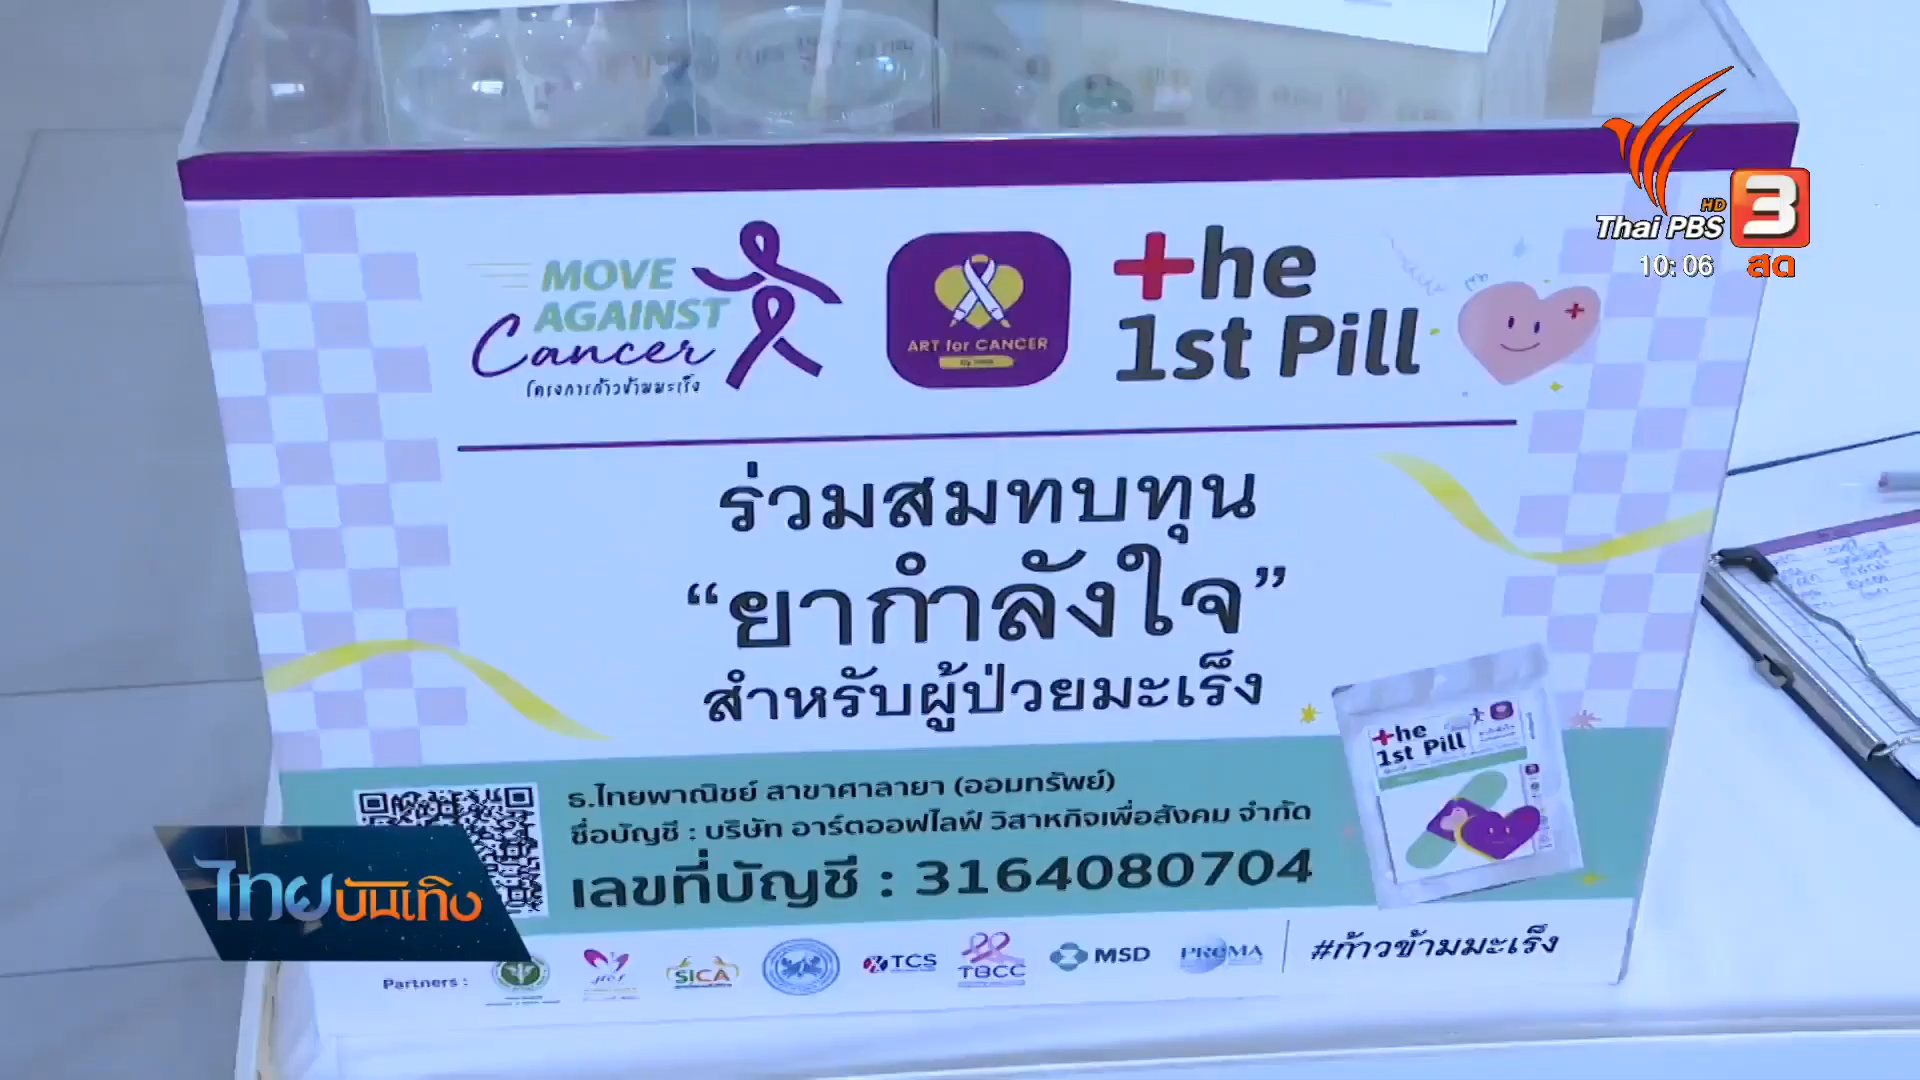 Thai PBS HD 3
10:06 สด
MOVE
AGAINST
Cancer
โครงการก้าวข้ามมะเร็ง
ART for CANCER
the
1st Pill
ร่วมสมทบทุน
“ยากำลังใจ”
สำหรับผู้ป่วยมะเร็ง
the
1st Pill
ธ.ไทยพาณิชย์ สาขาศาลายา (ออมทรัพย์)
ชื่อบัญชี : บริษัท อาร์ตออฟไลฟ์ วิสาหกิจเพื่อสังคม จำกัด
เลขที่บัญชี : 3164080704
ไทยบันเทิง
Partners :
SICA
TCS
TBCC
MSD
PReMA
#ก้าวข้ามมะเร็ง